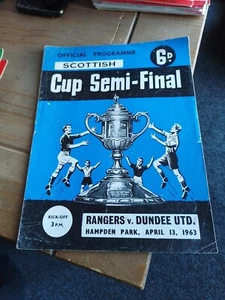 OFFICIAL PROGRAMME
SCOTTISH
6D
Cup Semi-Final
KICK-OFF
3 P.M.
RANGERS v. DUNDEE UTD.
HAMPDEN PARK, APRIL 13, 1963